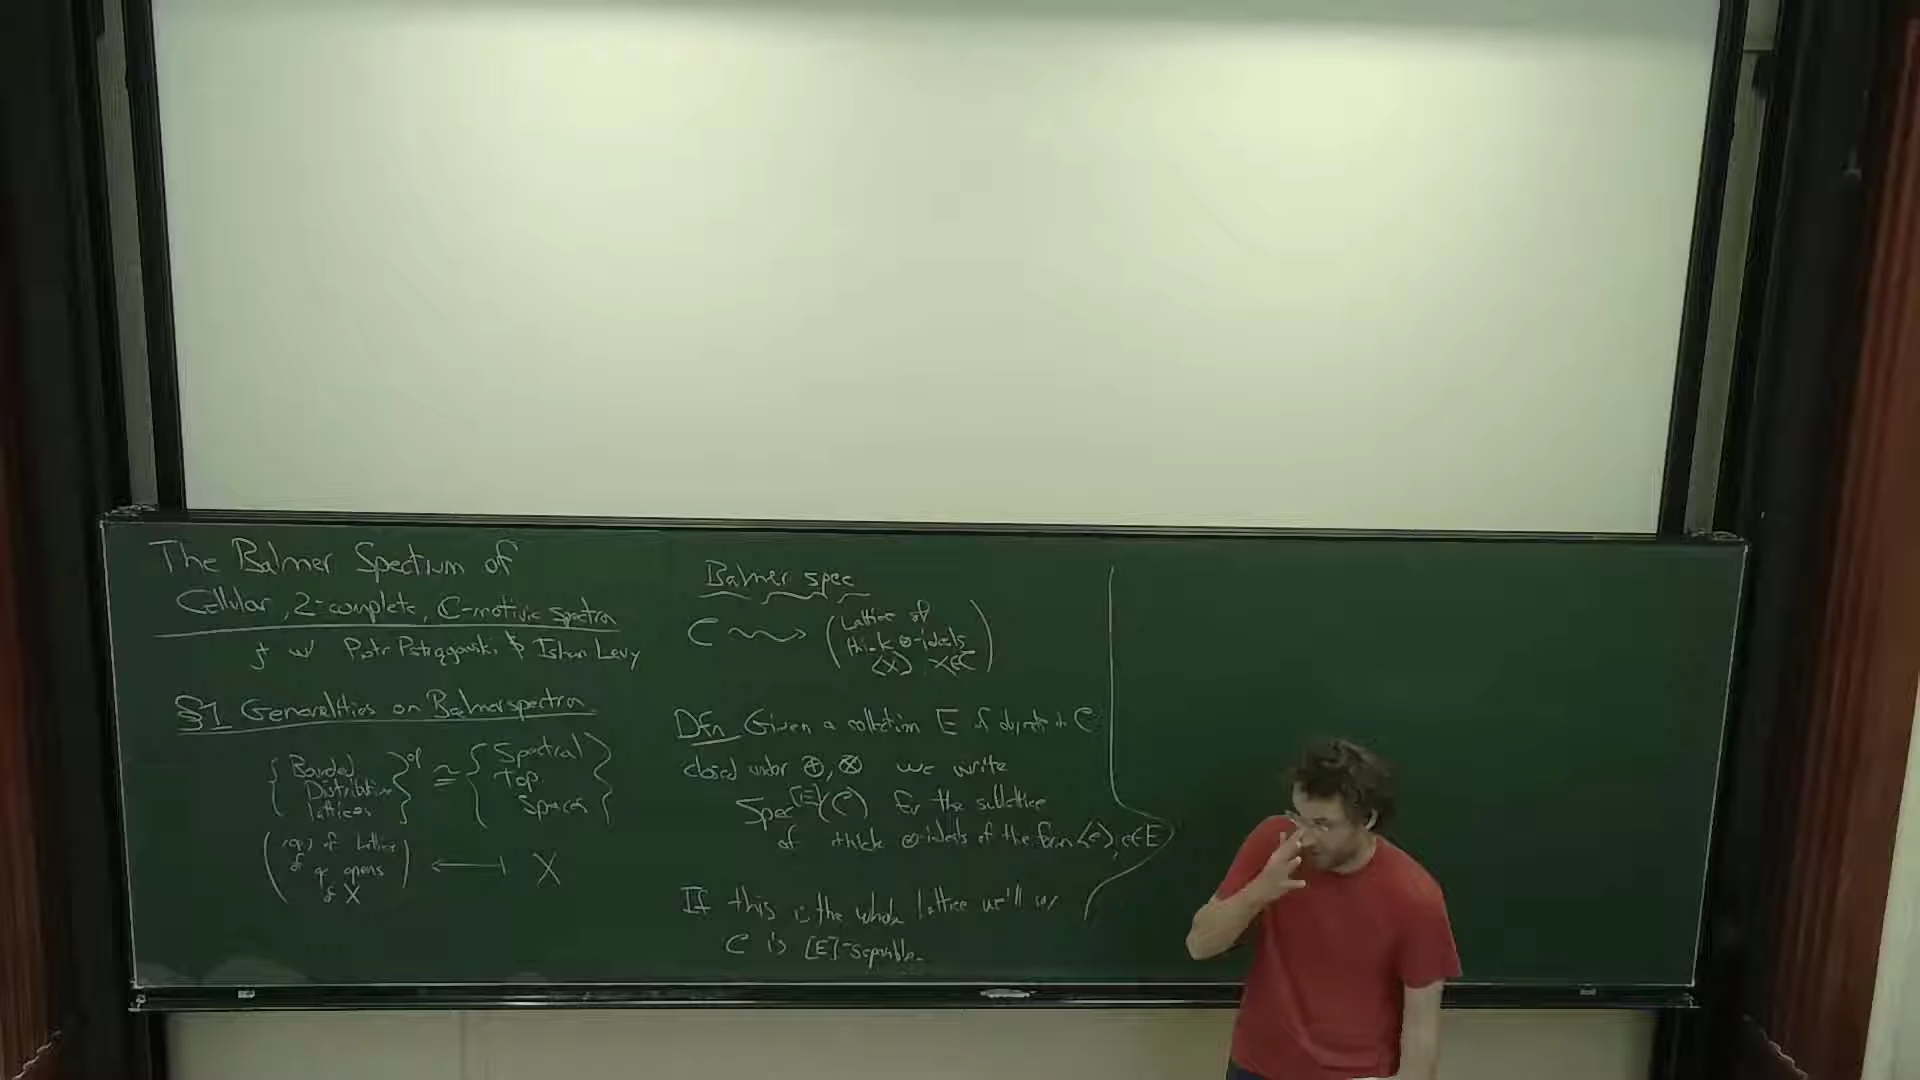 The Balmer Spectrum of
Cellular, 2-complete, C-motivic spectra
j w/ Piotr Pstrągowski & Ishan Levy
§1 Generalities on Balmer spectra
{ Bounded Distributive lattices }^op ≅ { Spectral Top. Spaces }
( (op) of lattice of qc opens of X ) ⟷ X
Balmer spec
C ⇝ ( Lattice of thick ⊗-ideals <X> X∈C )
Dfn Given a collection E of objects in C
closed under ⊕, ⊗ we write
Spec^[E](C) for the sublattice
of thick ⊗-ideals of the form <e>, e∈E
If this is the whole lattice we'll say
C is [E]-separable.